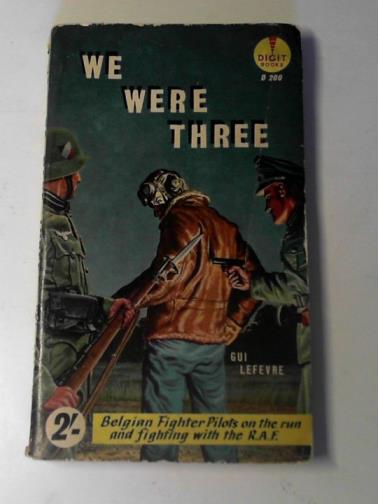 WE
WERE
THREE
DIGIT
BOOKS
D 200
GUI
LEFEVRE
2/-
Belgian Fighter Pilots on the run
and fighting with the R.A.F.